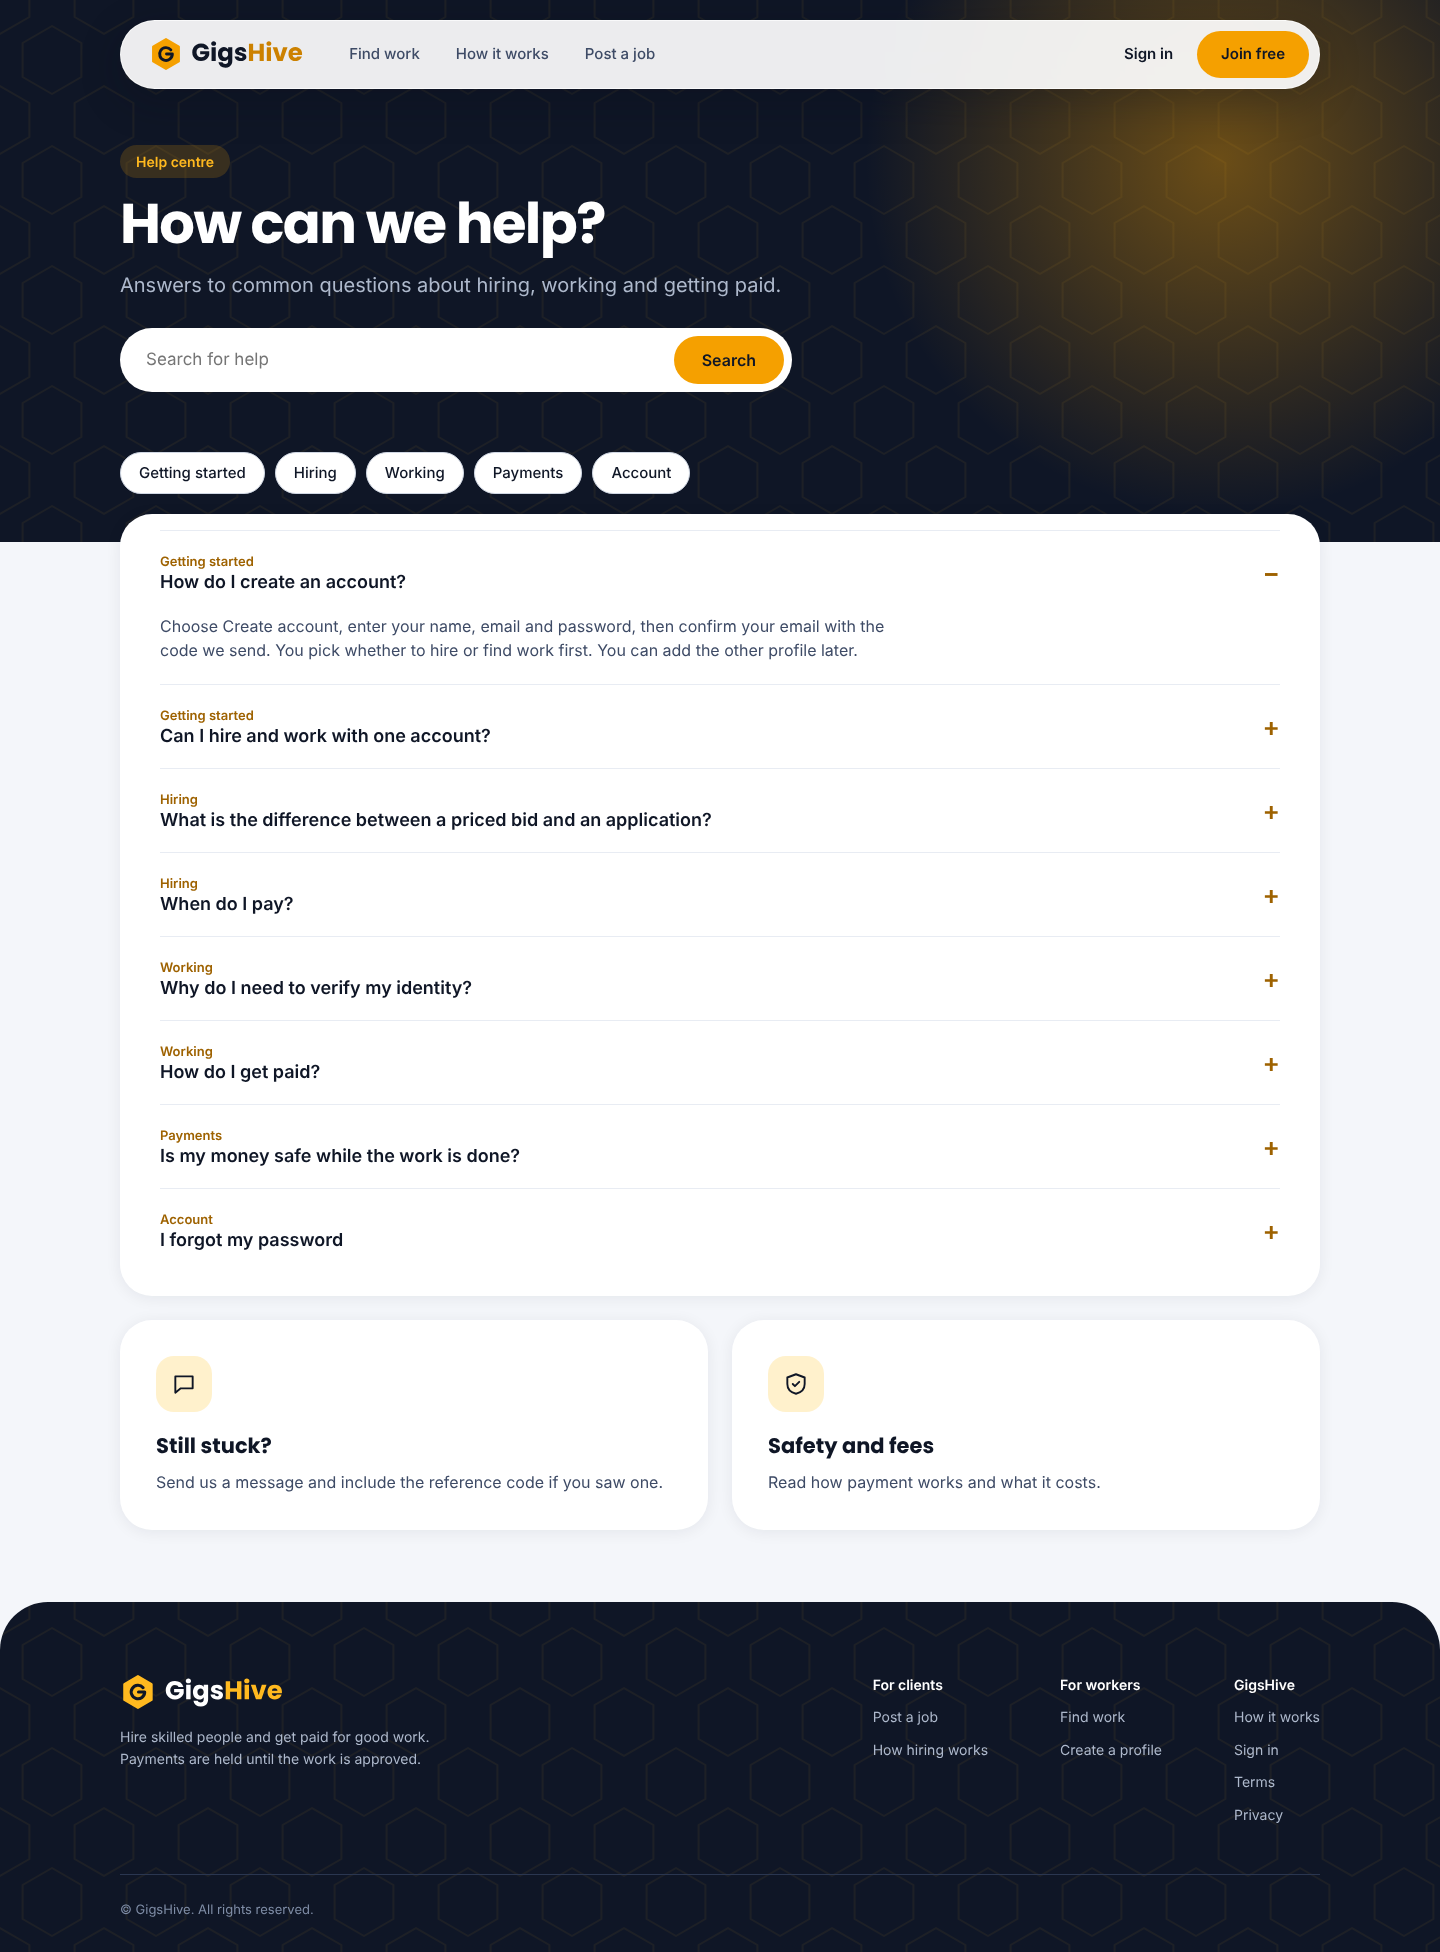 GigsHive Find work How it works Post a job Sign in Join free
Help centre
How can we help?
Answers to common questions about hiring, working and getting paid.
Search for help Search
Getting started Hiring Working Payments Account
Getting started
How do I create an account? −
Choose Create account, enter your name, email and password, then confirm your email with the
code we send. You pick whether to hire or find work first. You can add the other profile later.
Getting started
Can I hire and work with one account? +
Hiring
What is the difference between a priced bid and an application? +
Hiring
When do I pay? +
Working
Why do I need to verify my identity? +
Working
How do I get paid? +
Payments
Is my money safe while the work is done? +
Account
I forgot my password +
Still stuck?
Send us a message and include the reference code if you saw one.
Safety and fees
Read how payment works and what it costs.
GigsHive
Hire skilled people and get paid for good work.
Payments are held until the work is approved.
For clients
Post a job
How hiring works
For workers
Find work
Create a profile
GigsHive
How it works
Sign in
Terms
Privacy
© GigsHive. All rights reserved.